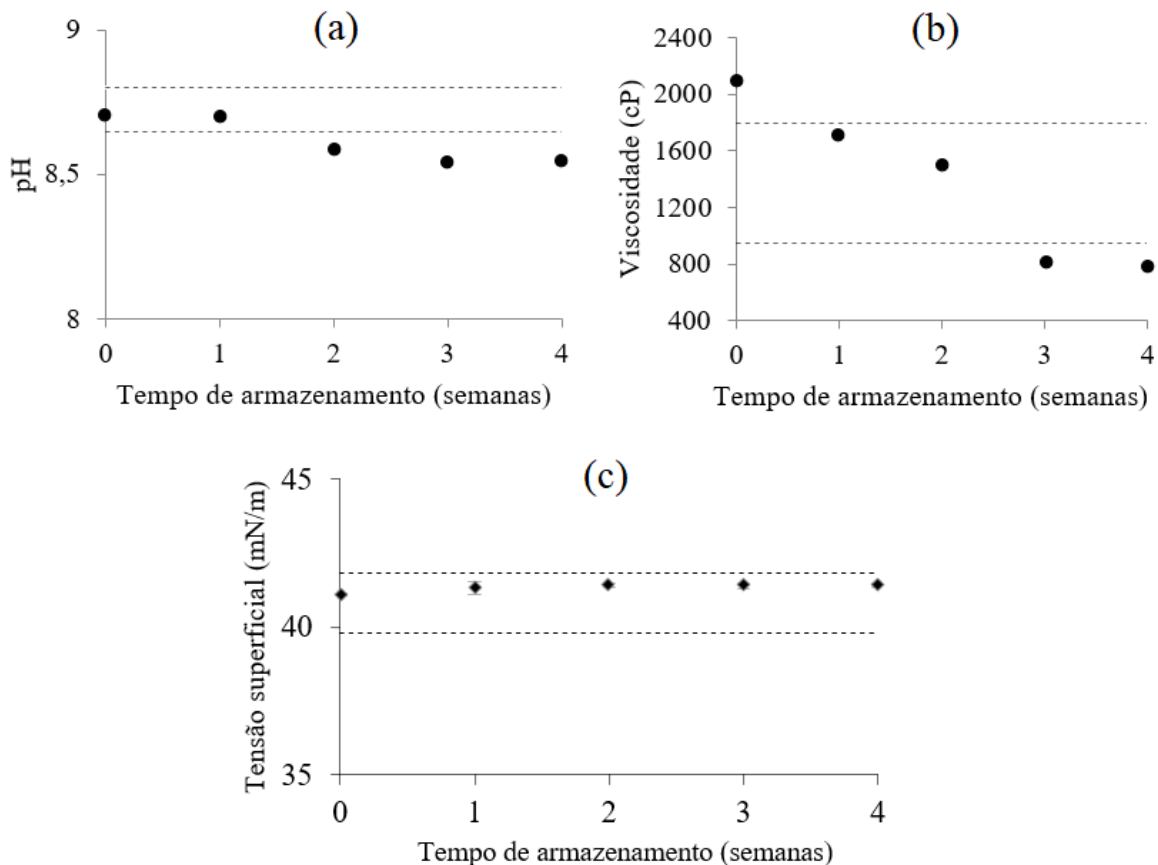 (a)
9
8,5
8
pH
0 1 2 3 4
Tempo de armazenamento (semanas)
(b)
2400
2000
1600
1200
800
400
Viscosidade (cP)
0 1 2 3 4
Tempo de armazenamento (semanas)
(c)
45
40
35
Tensão superficial (mN/m)
0 1 2 3 4
Tempo de armazenamento (semanas)